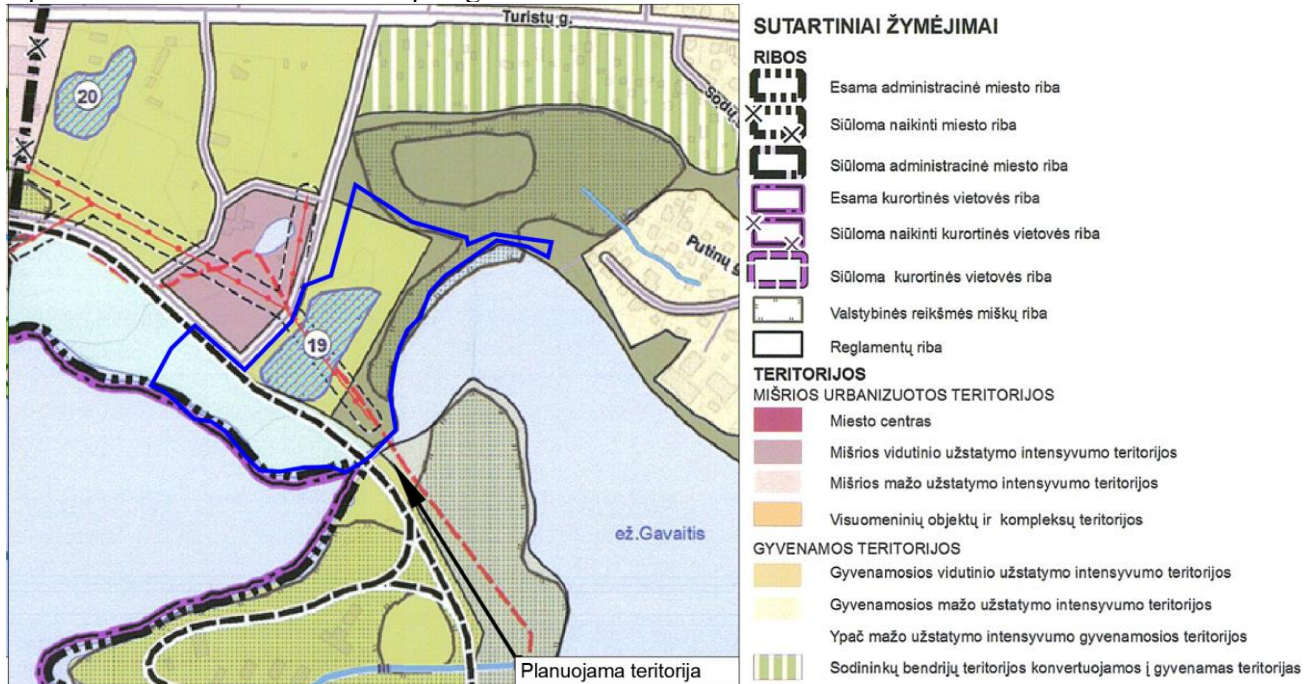 Turistų g.
20
Sodų
Putinų g
19
ež.Gavaitis
Planuojama teritorija
SUTARTINIAI ŽYMĖJIMAI
RIBOS
Esama administracinė miesto riba
Siūloma naikinti miesto riba
Siūloma administracinė miesto riba
Esama kurortinės vietovės riba
Siūloma naikinti kurortinės vietovės riba
Siūloma kurortinės vietovės riba
Valstybinės reikšmės miškų riba
Reglamentų riba
TERITORIJOS
MIŠRIOS URBANIZUOTOS TERITORIJOS
Miesto centras
Mišrios vidutinio užstatymo intensyvumo teritorijos
Mišrios mažo užstatymo intensyvumo teritorijos
Visuomeninių objektų ir kompleksų teritorijos
GYVENAMOS TERITORIJOS
Gyvenamosios vidutinio užstatymo intensyvumo teritorijos
Gyvenamosios mažo užstatymo intensyvumo teritorijos
Ypač mažo užstatymo intensyvumo gyvenamosios teritorijos
Sodininkų bendrijų teritorijos konvertuojamos į gyvenamas teritorijas